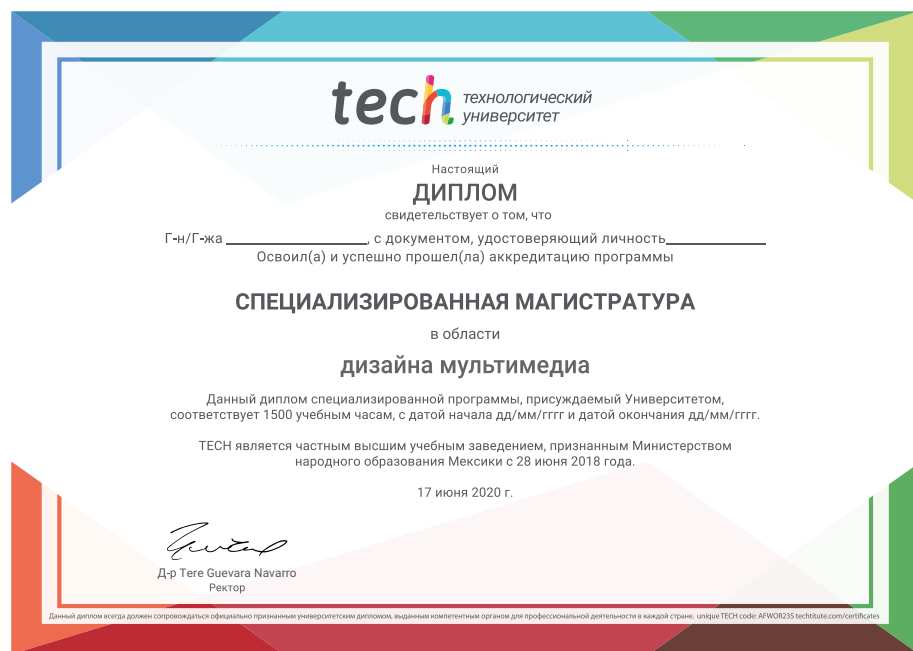 tech технологический
университет
Настоящий
ДИПЛОМ
свидетельствует о том, что
Г-н/Г-жа ____________, с документом, удостоверяющий личность____________
Освоил(а) и успешно прошел(ла) аккредитацию программы
СПЕЦИАЛИЗИРОВАННАЯ МАГИСТРАТУРА
в области
дизайна мультимедиа
Данный диплом специализированной программы, присуждаемый Университетом,
соответствует 1500 учебным часам, с датой начала дд/мм/гггг и датой окончания дд/мм/гггг.
TECH является частным высшим учебным заведением, признанным Министерством
народного образования Мексики с 28 июня 2018 года.
17 июня 2020 г.
Д-р Tere Guevara Navarro
Ректор
Данный диплом всегда должен сопровождаться официально признанным университетским дипломом, выданным компетентным органом для профессиональной деятельности в каждой стране. unique TECH code: AFWOR23S techtitute.com/certificates